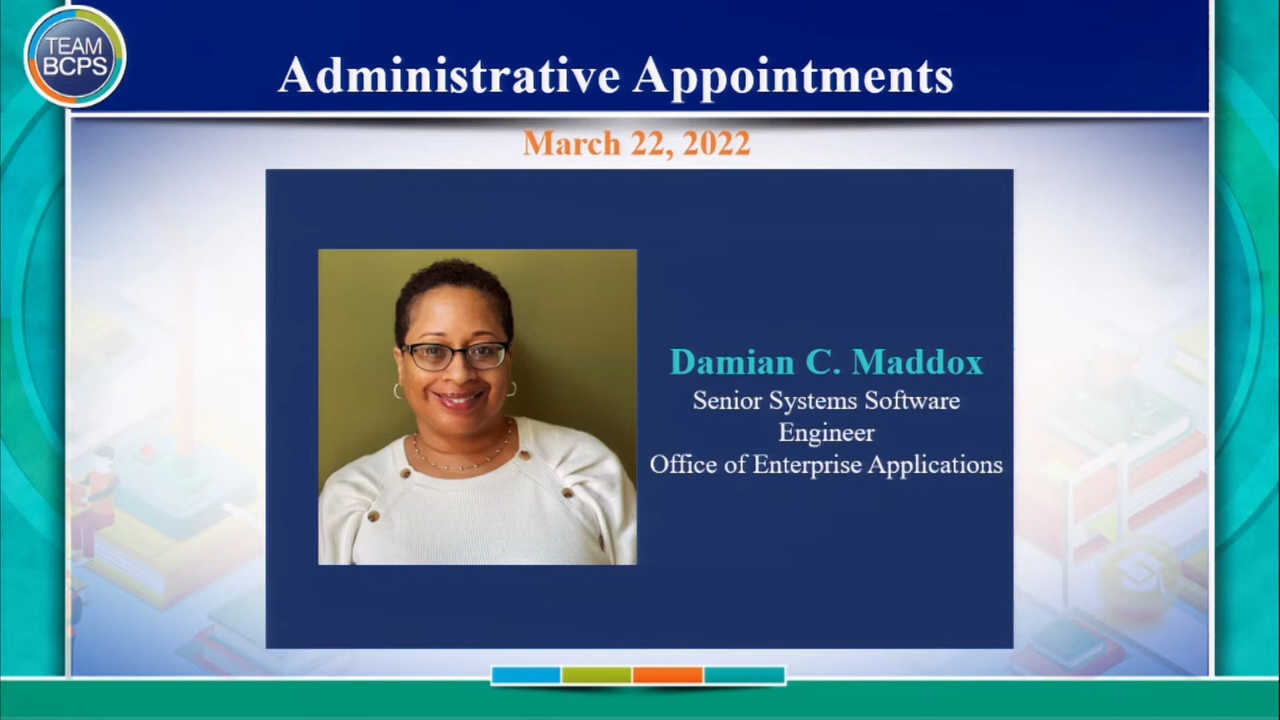 TEAM
BCPS
Administrative Appointments
March 22, 2022
Damian C. Maddox
Senior Systems Software
Engineer
Office of Enterprise Applications